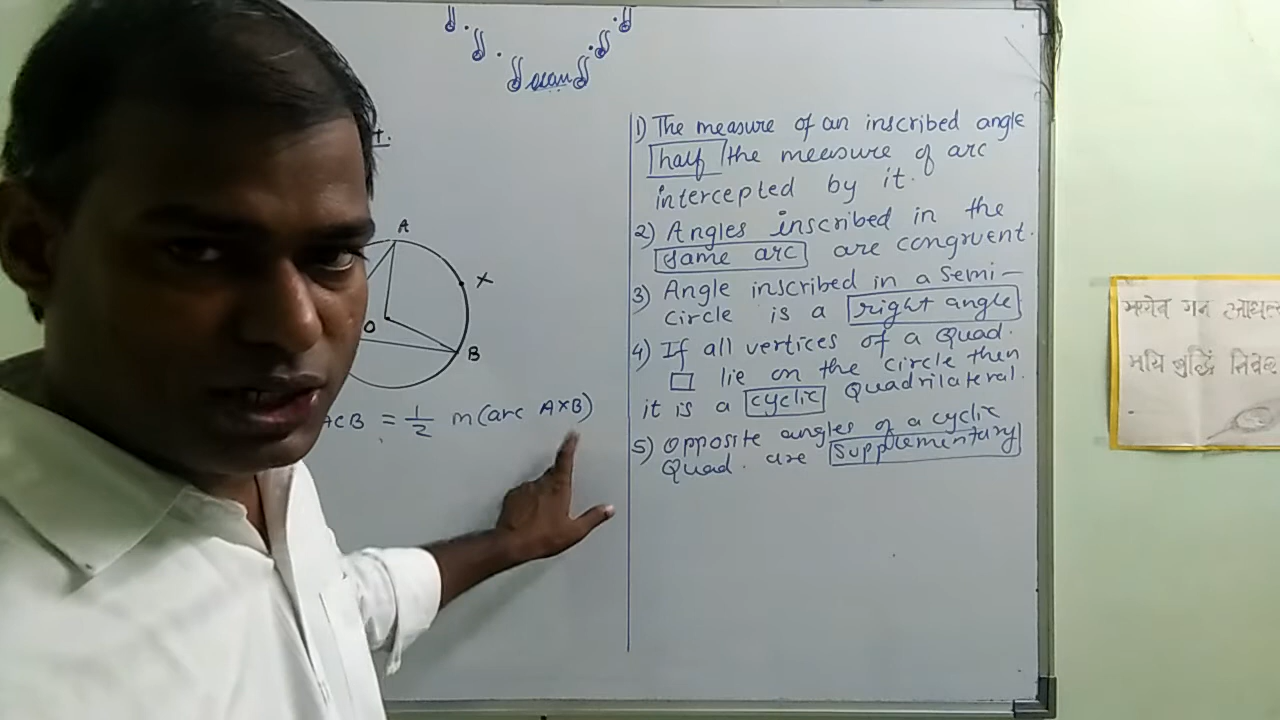 A
X
O
B
ACB = 1/2 m(arc AXB)
1) The measure of an inscribed angle
half the measure of arc
intercepted by it.
2) Angles inscribed in the
same arc are congruent.
3) Angle inscribed in a Semi-
circle is a right angle
4) If all vertices of a Quad.
□ lie on the circle then
it is a cyclic Quadrilateral.
5) Opposite angles of a cyclic
Quad. are Supplementary